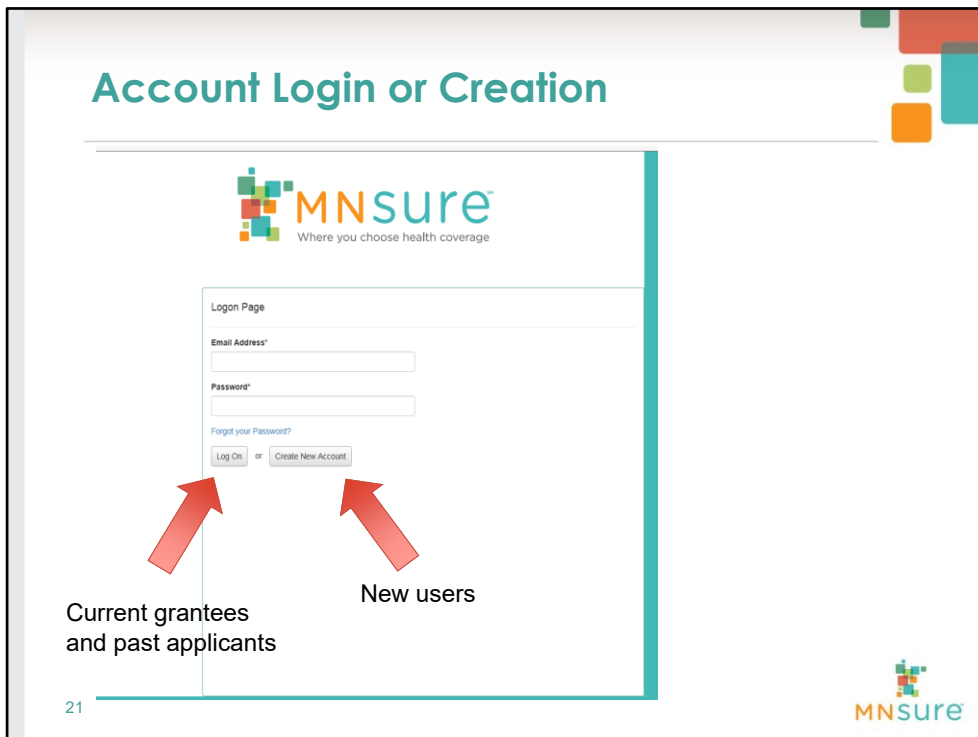 Account Login or Creation
MNsure
Where you choose health coverage
Logon Page
Email Address*
Password*
Forgot your Password?
Log On or Create New Account
New users
Current grantees
and past applicants
21
MNsure